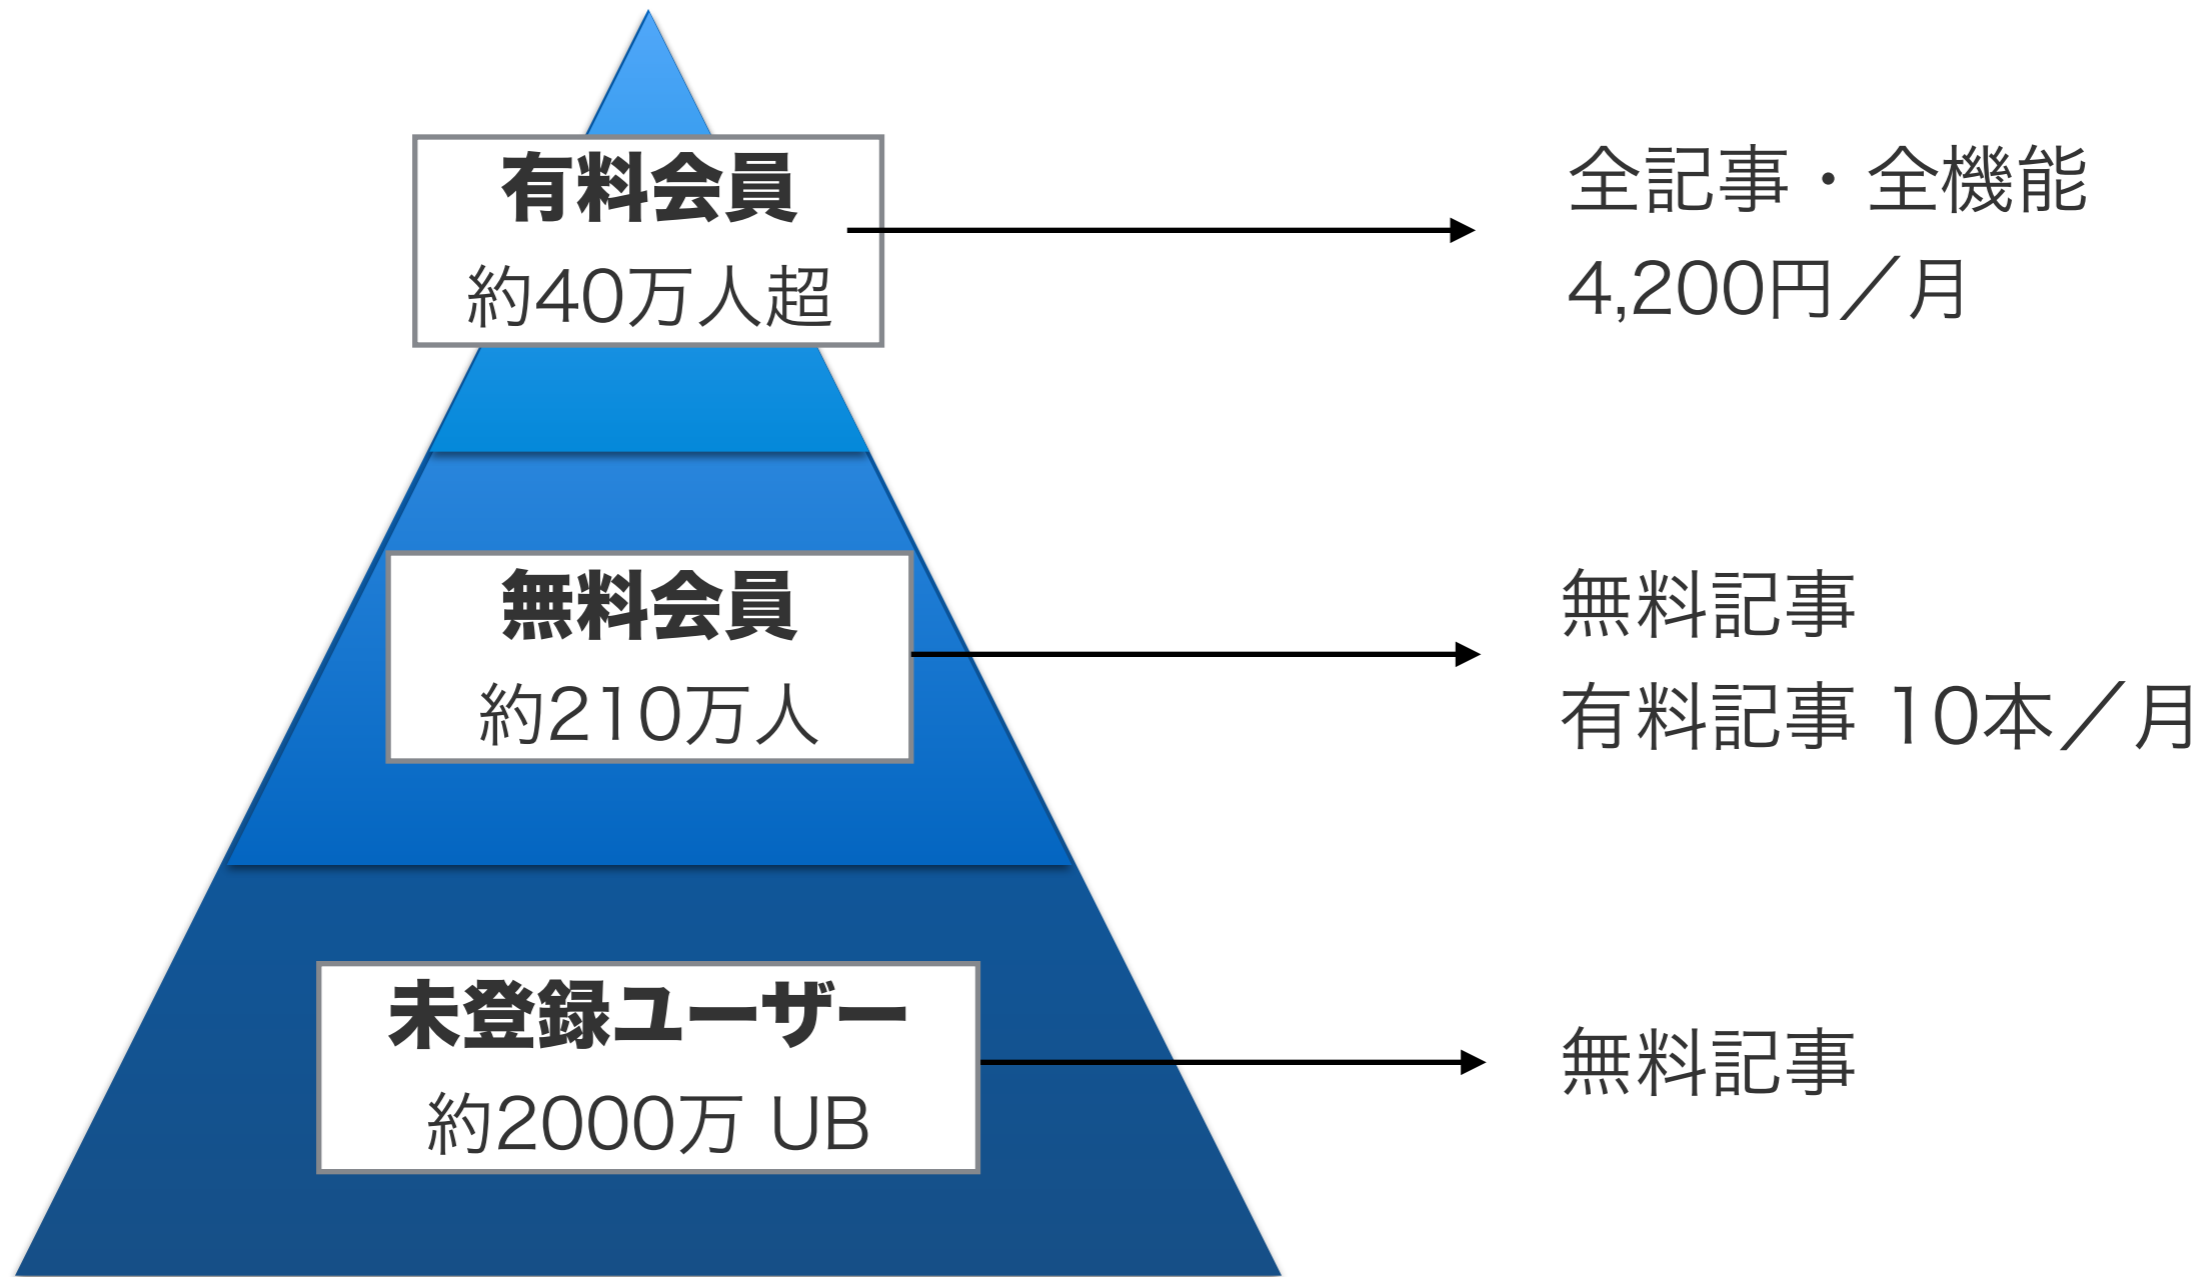 有料会員
約40万人超
全記事・全機能
4,200円／月
無料会員
約210万人
無料記事
有料記事 10本／月
未登録ユーザー
約2000万 UB
無料記事